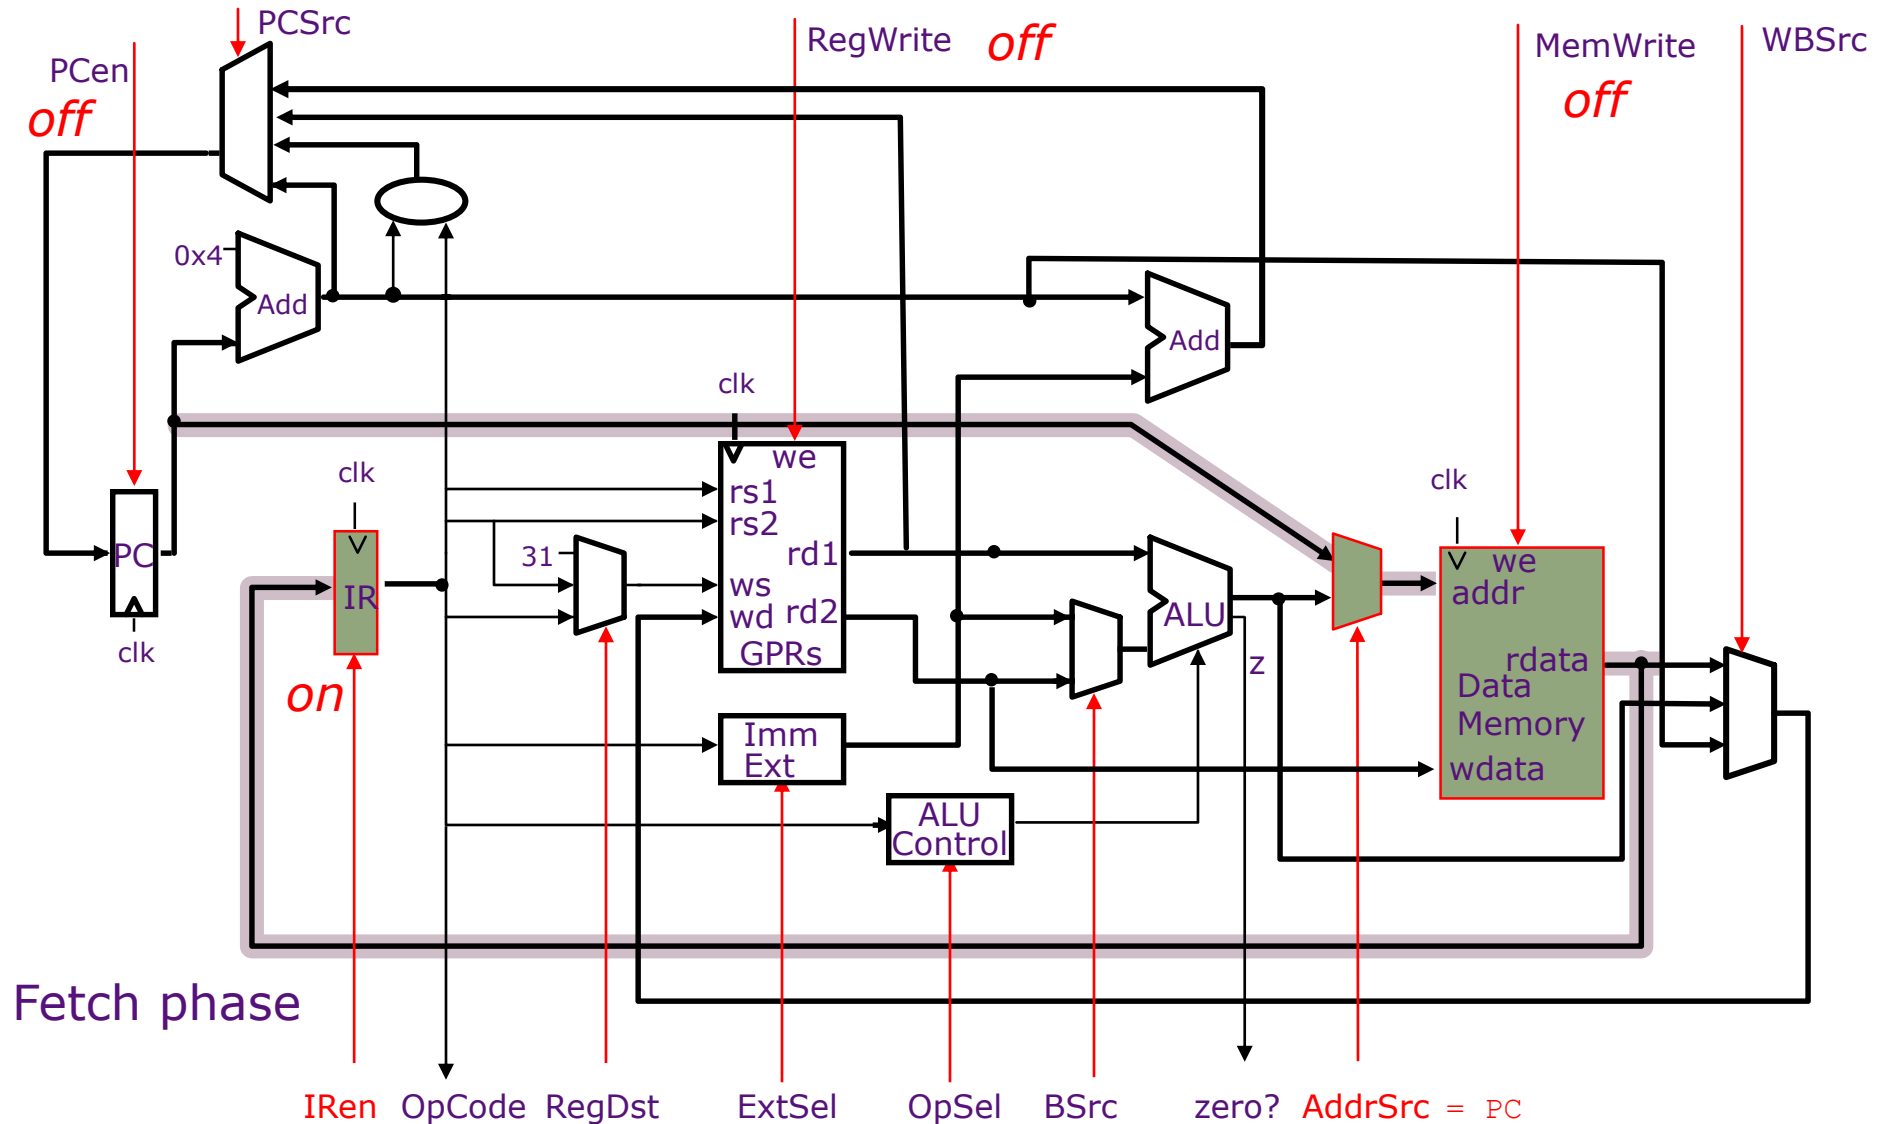 PCSrc
PCen
off
RegWrite off
MemWrite
off
WBSrc
0x4
Add
Add
clk
PC
clk
clk
IR
on
31
we
rs1
rs2
rd1
ws
wd rd2
GPRs
Imm
Ext
ALU
Control
ALU
z
clk
we
addr
rdata
Data
Memory
wdata
Fetch phase
IRen OpCode RegDst ExtSel OpSel BSrc zero? AddrSrc = PC